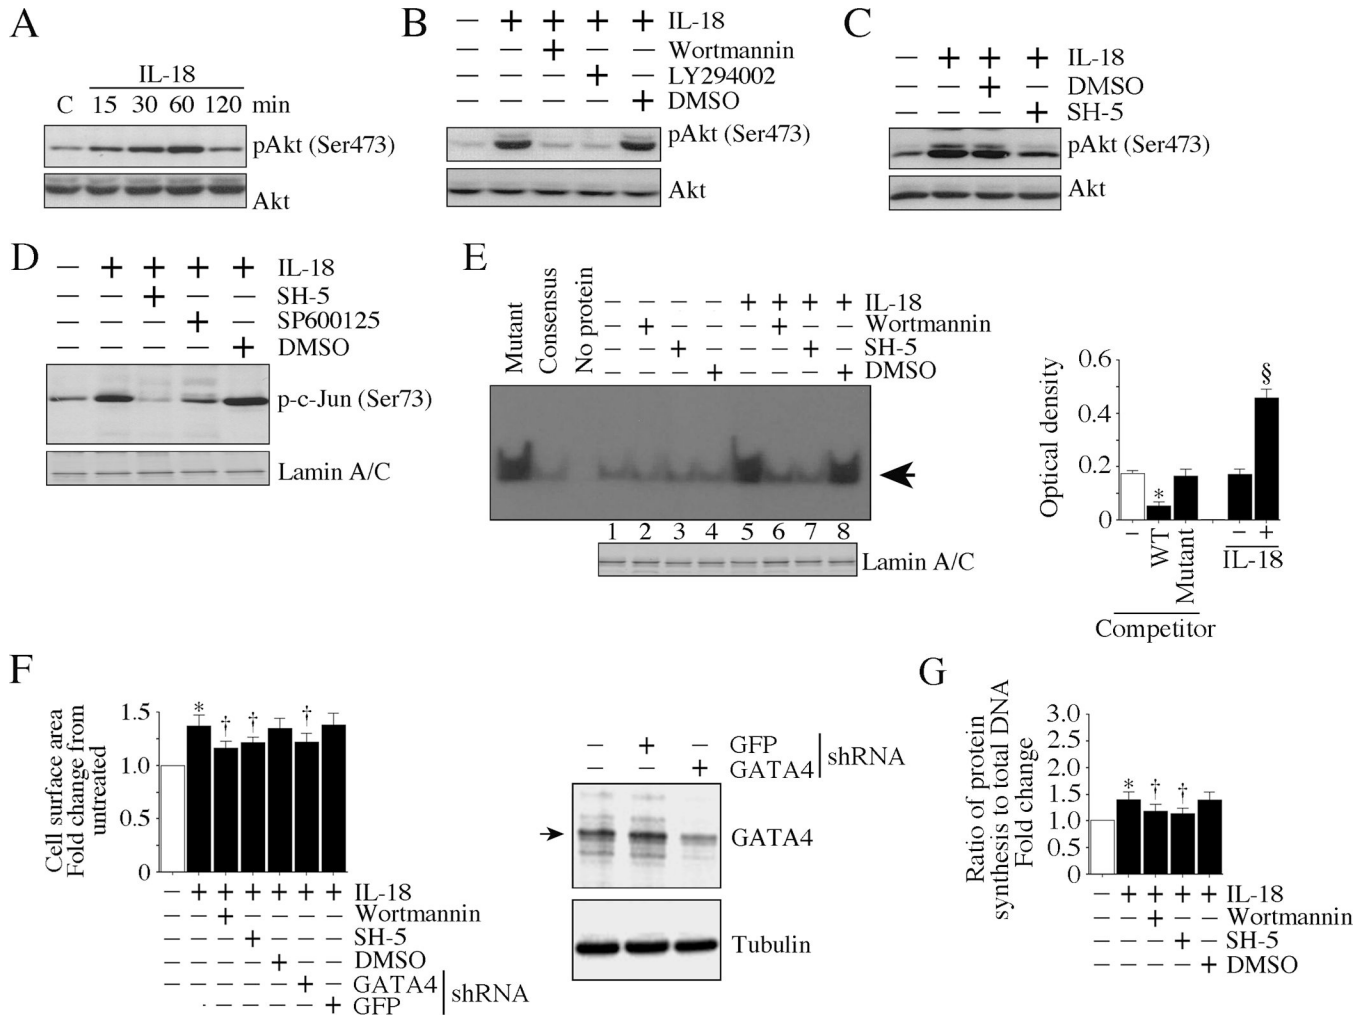 A
IL-18
C 15 30 60 120 min
pAkt (Ser473)
Akt
B
− + + + + IL-18
− − + − − Wortmannin
− − − + − LY294002
− − − − + DMSO
pAkt (Ser473)
Akt
C
− + + + IL-18
− − + − DMSO
− − − + SH-5
pAkt (Ser473)
Akt
D
− + + + + IL-18
− − + − − SH-5
− − − + − SP600125
− − − − + DMSO
p-c-Jun (Ser73)
Lamin A/C
E
Mutant
Consensus
No protein
− − − − + + + + IL-18
− + − − − + − − Wortmannin
− − + − − − + − SH-5
− − − + − − − + DMSO
1 2 3 4 5 6 7 8
Lamin A/C
Optical density
0.6
0.4
0.2
0
*
§
− WT Mutant − +
IL-18
Competitor
F
Cell surface area
Fold change from
untreated
1.5
1.0
0.5
0
* † † †
− + + + + + + IL-18
− − + − − − − Wortmannin
− − − + − − − SH-5
− − − − + − − DMSO
− − − − − + − GATA4
− − − − − + GFP
shRNA
− + − GFP
− − + GATA4
shRNA
GATA4
Tubulin
G
Ratio of protein
synthesis to total DNA
Fold change
3.0
2.5
2.0
1.5
1.0
0.5
0
* † †
− + + + + IL-18
− − + − − Wortmannin
− − − + − SH-5
− − − − + DMSO